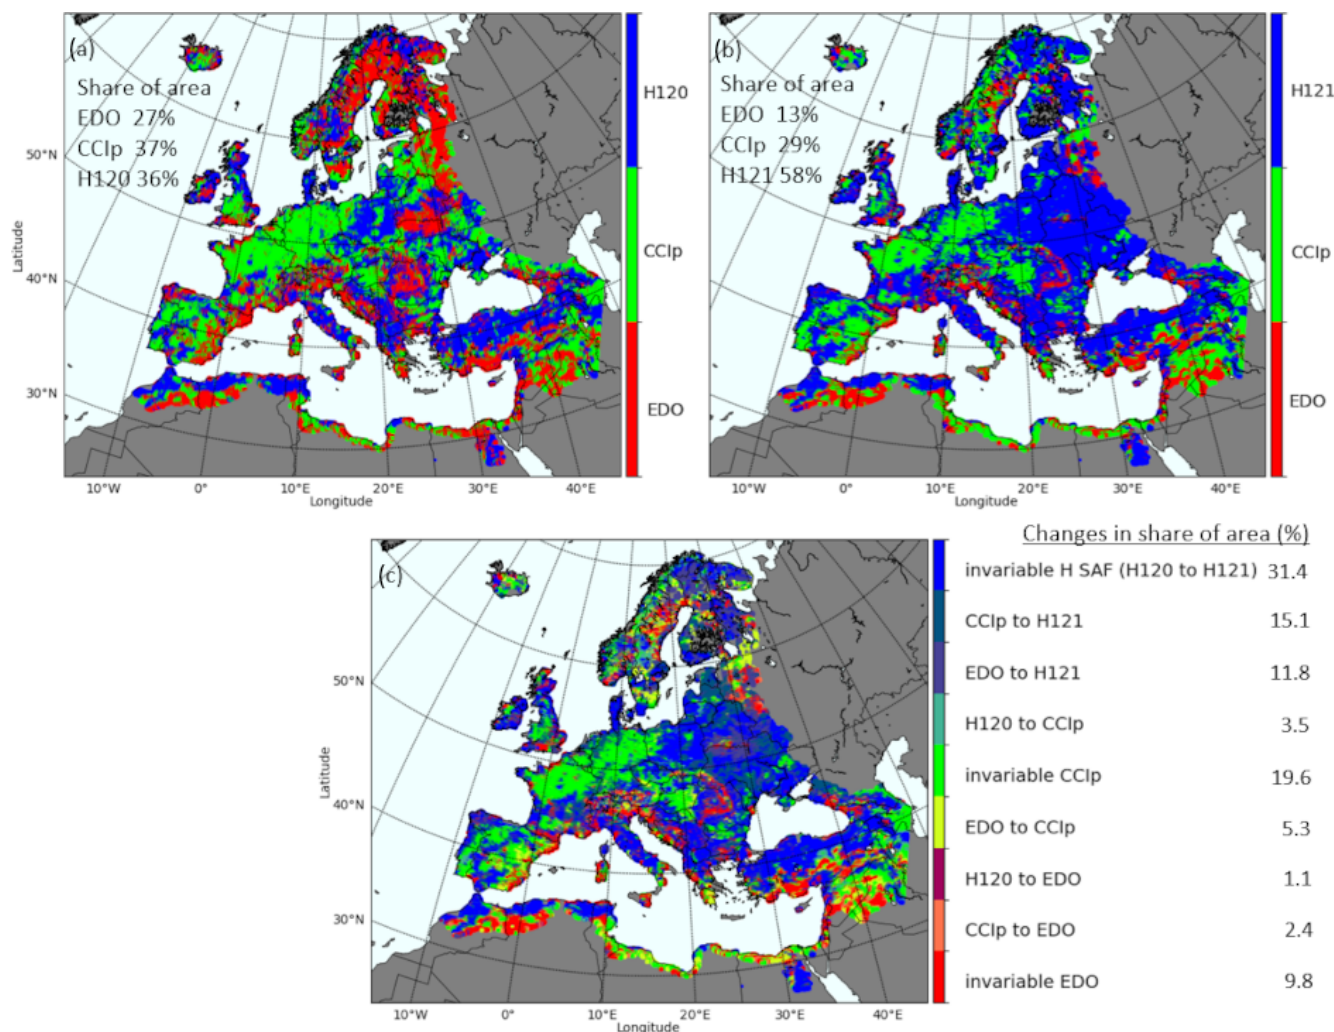 (a)
Share of area
EDO 27%
CCIp 37%
H120 36%
50°N
40°N
30°N
Latitude
10°W 0° 10°E 20°E 30°E 40°E
Longitude
H120
CCIp
EDO
(b)
Share of area
EDO 13%
CCIp 29%
H121 58%
10°W 0° 10°E 20°E 30°E 40°E
Longitude
H121
CCIp
EDO
(c)
50°N
40°N
30°N
Latitude
10°W 0° 10°E 20°E 30°E 40°E
Longitude
Changes in share of area (%)
invariable H SAF (H120 to H121) 31.4
CCIp to H121 15.1
EDO to H121 11.8
H120 to CCIp 3.5
invariable CCIp 19.6
EDO to CCIp 5.3
H120 to EDO 1.1
CCIp to EDO 2.4
invariable EDO 9.8